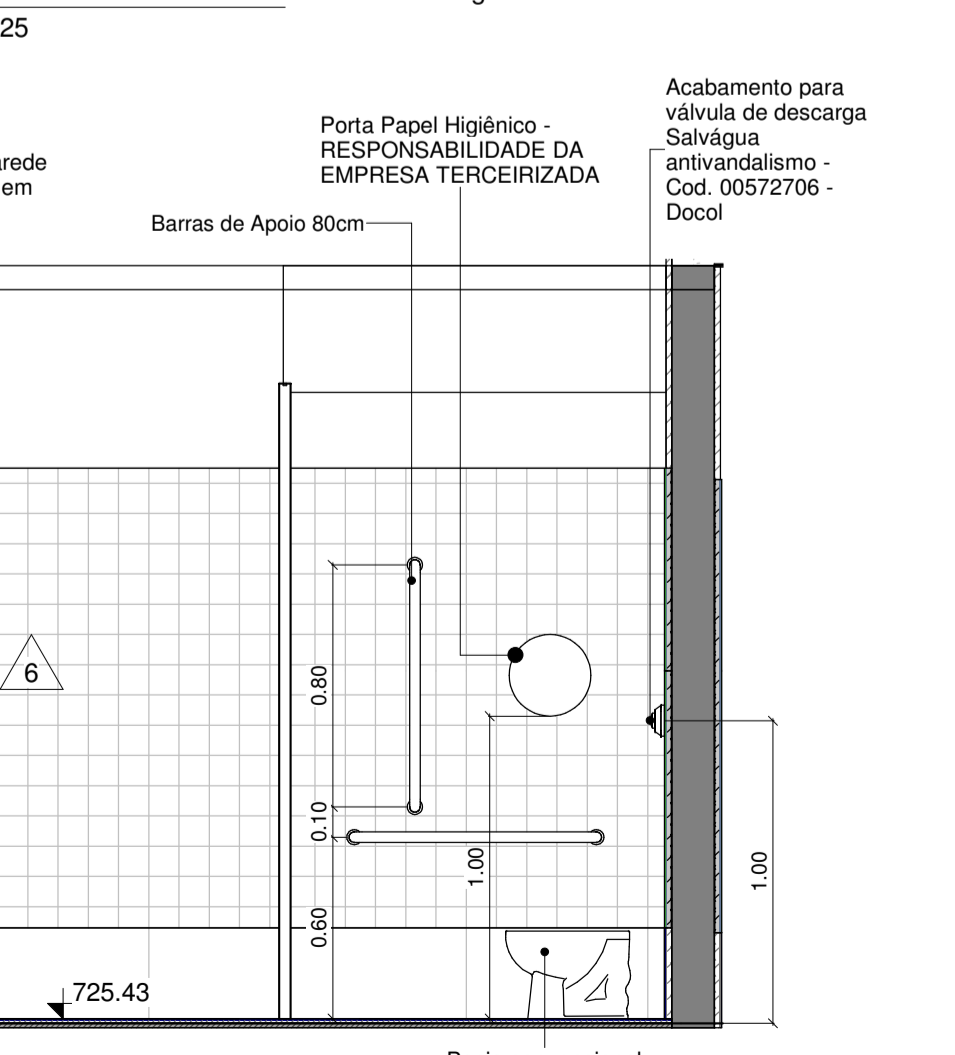 25
Acabamento para
válvula de descarga
Salvágua
antivandalismo -
Cod. 00572706 -
Docol
Porta Papel Higiênico -
RESPONSABILIDADE DA
EMPRESA TERCEIRIZADA
em
Barras de Apoio 80cm
6
0.80
0.10
1.00
1.00
0.60
725.43